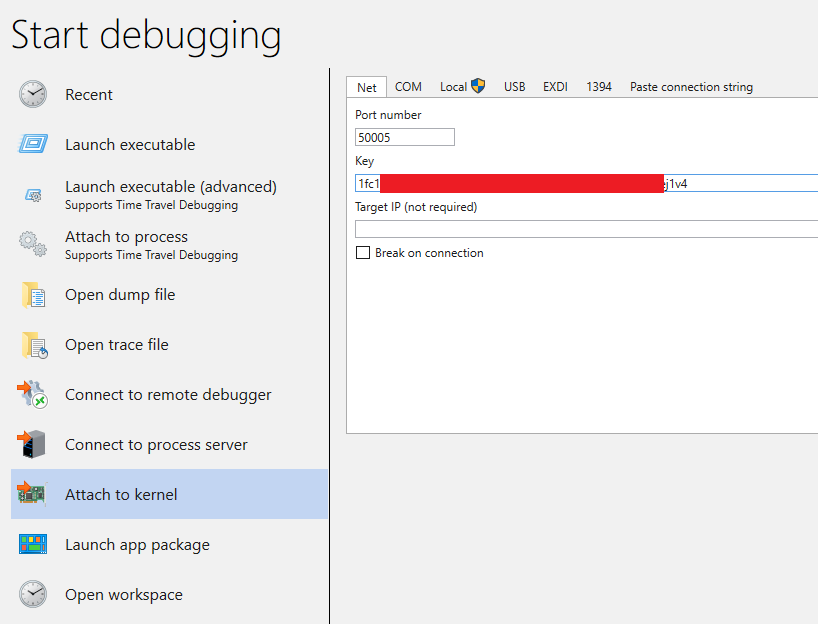 Start debugging
Recent
Launch executable
Launch executable (advanced)
Supports Time Travel Debugging
Attach to process
Supports Time Travel Debugging
Open dump file
Open trace file
Connect to remote debugger
Connect to process server
Attach to kernel
Launch app package
Open workspace
Net COM Local USB EXDI 1394 Paste connection string
Port number
50005
Key
1fc1 j1v4
Target IP (not required)
Break on connection